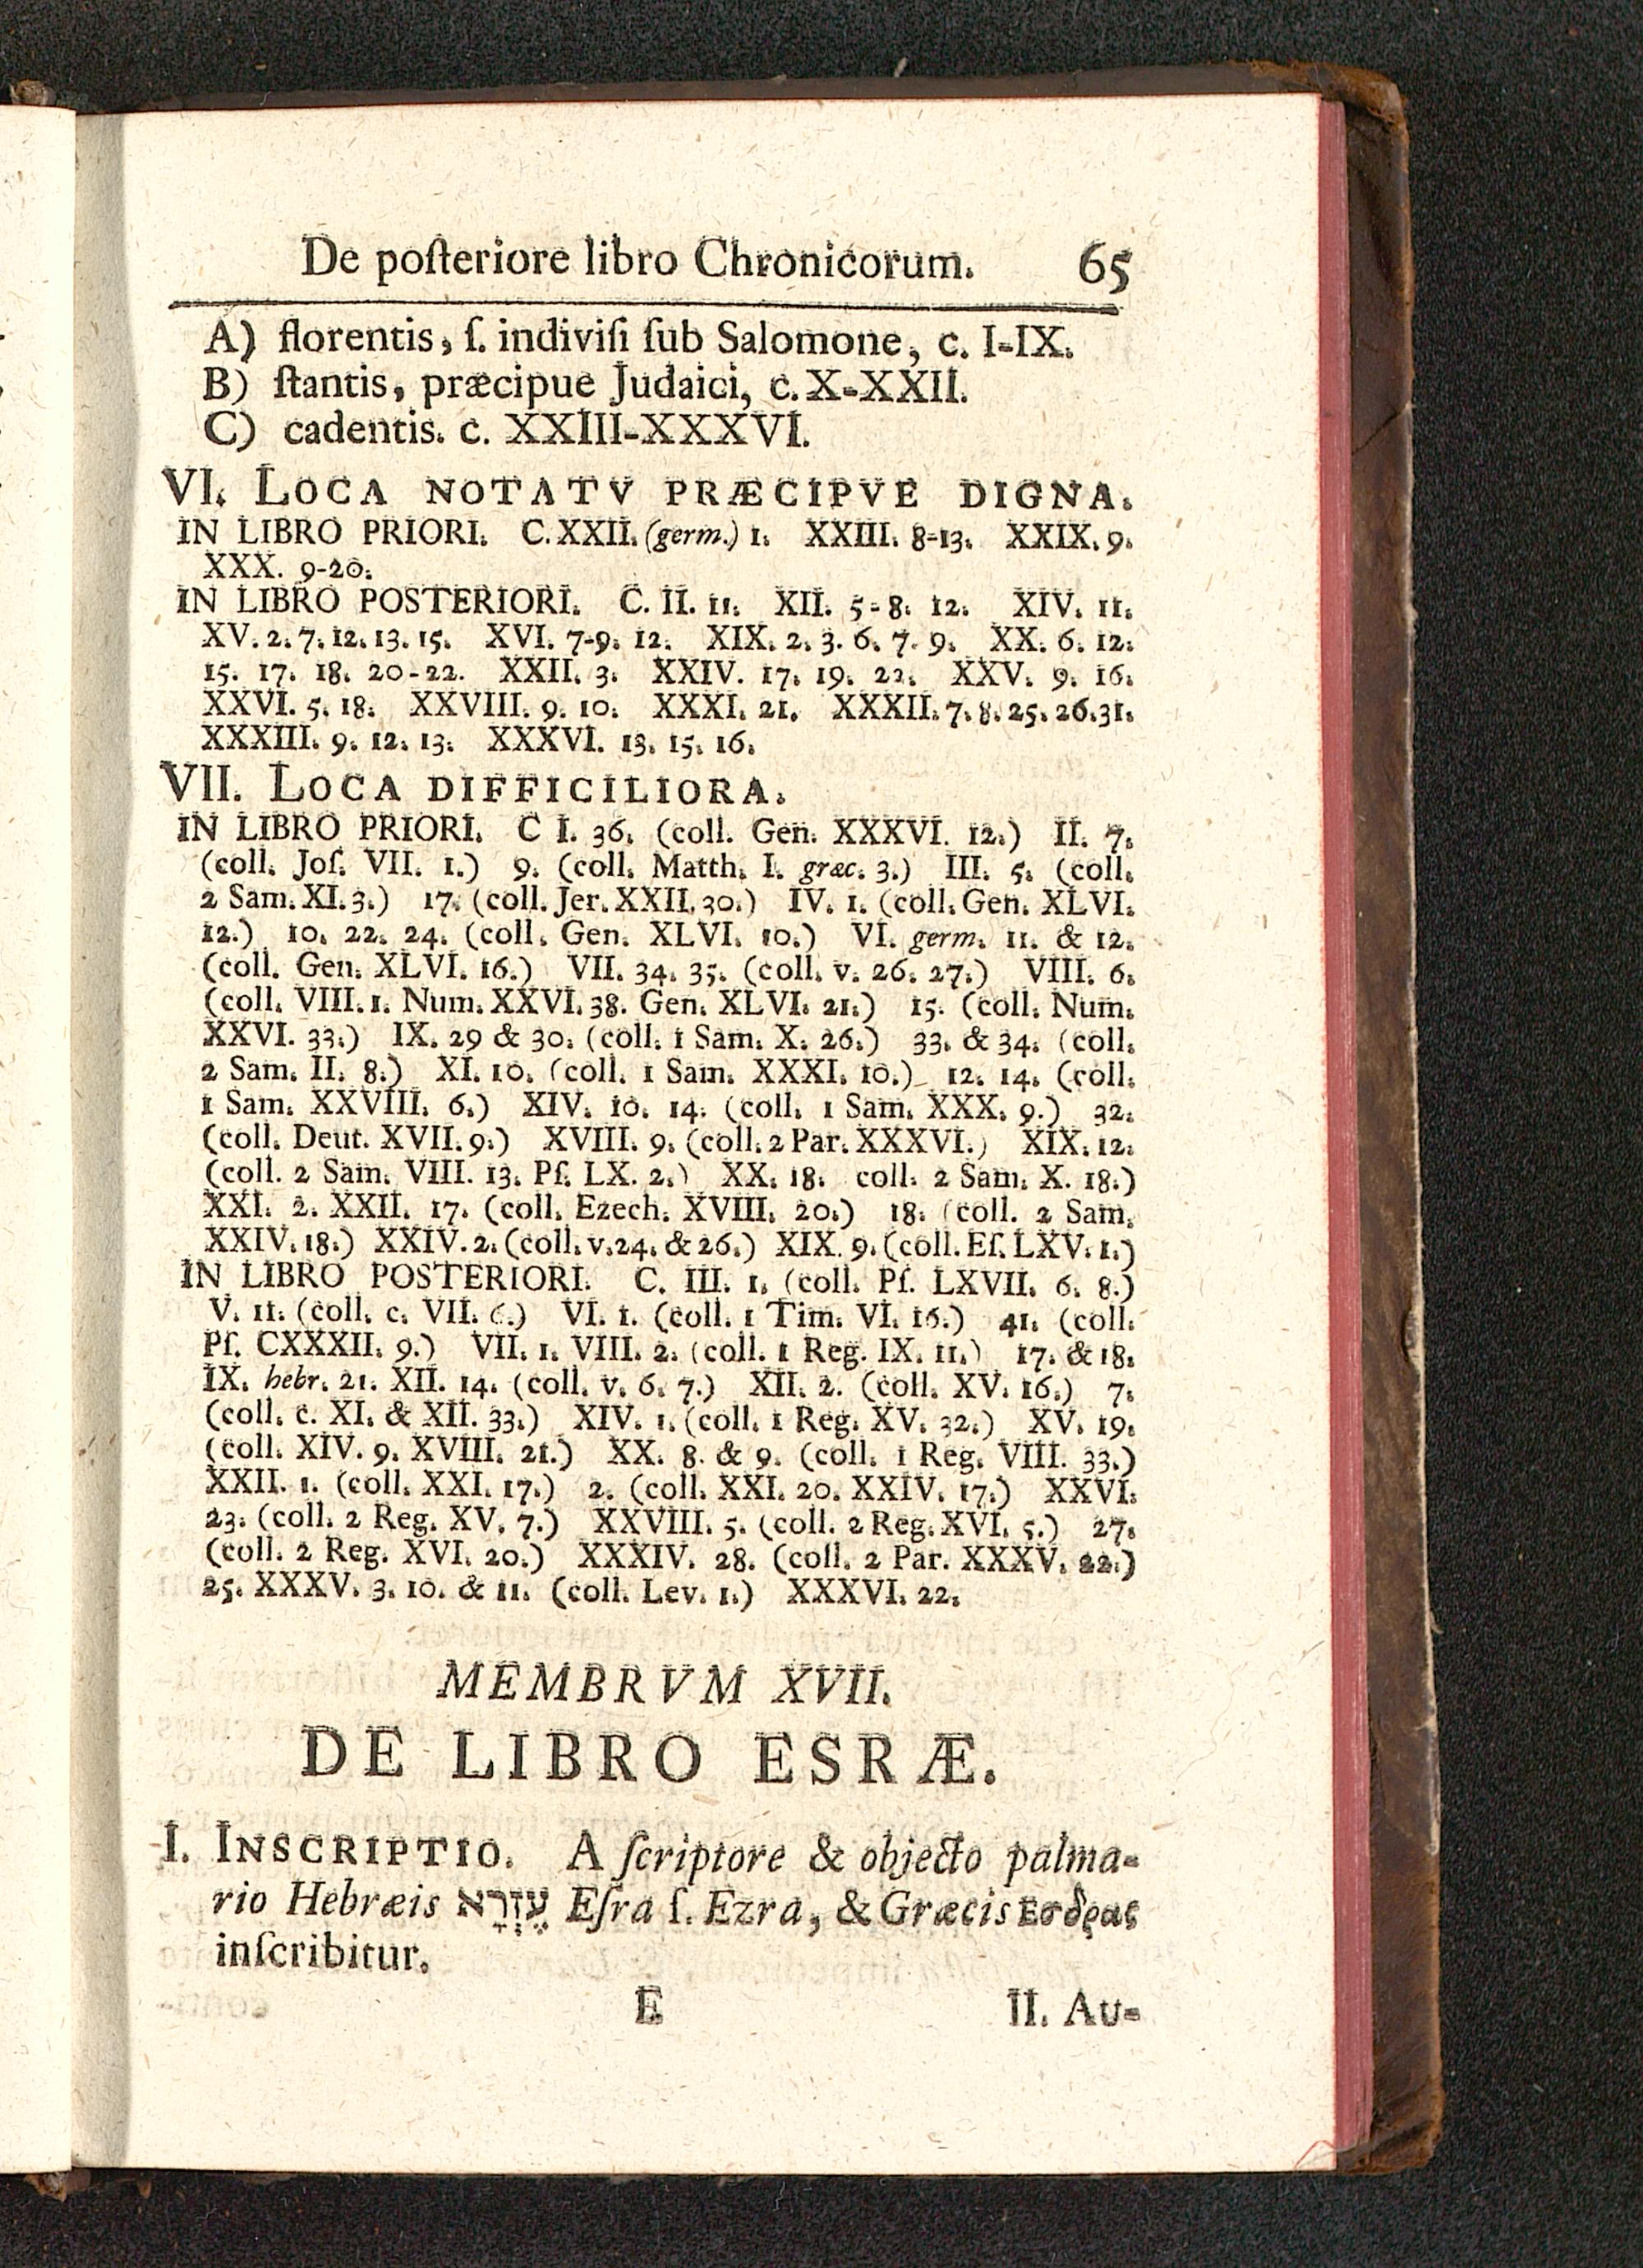 De poſteriore libro Chronicorum. 65
A) florentis, ſ. indiviſi ſub Salomone, c. I-IX.
B) ſtantis, præcipue Judaici, c. X-XXII.
C) cadentis. c. XXIII-XXXVI.
VI. LOCA NOTATV PRÆCIPVE DIGNA.
IN LIBRO PRIORI. C. XXII. (germ.) 1. XXIII. 8-13. XXIX. 9.
XXX. 9-20.
IN LIBRO POSTERIORI. C. II. 11. XII. 5-8. 12. XIV. 11.
XV. 2. 7. 12. 13. 15. XVI. 7-9. 12. XIX. 2. 3. 6. 7. 9. XX. 6. 12.
15. 17. 18. 20-22. XXII. 3. XXIV. 17. 19. 22. XXV. 9. 16.
XXVI. 5. 18. XXVIII. 9. 10. XXXI. 21. XXXII. 7. 8. 25. 26. 31.
XXXIII. 9. 12. 13. XXXVI. 13. 15. 16.
VII. LOCA DIFFICILIORA.
IN LIBRO PRIORI. C I. 36. (coll. Gen. XXXVI. 12.) II. 7.
(coll. Joſ. VII. 1.) 9. (coll. Matth. I. græc. 3.) III. 5. (coll.
2 Sam. XI. 3.) 17. (coll. Jer. XXII. 30.) IV. 1. (coll. Gen. XLVI.
12.) 10. 22. 24. (coll. Gen. XLVI. 10.) VI. germ. 11. & 12.
(coll. Gen. XLVI. 16.) VII. 34. 35. (coll. v. 26. 27.) VIII. 6.
(coll. VIII. 1. Num. XXVI. 38. Gen. XLVI. 21.) 15. (coll. Num.
XXVI. 33.) IX. 29 & 30. (coll. 1 Sam. X. 26.) 33. & 34. (coll.
2 Sam. II. 8.) XI. 10. (coll. 1 Sam. XXXI. 10.) 12. 14. (coll.
1 Sam. XXVIII. 6.) XIV. 10. 14. (coll. 1 Sam. XXX. 9.) 32.
(coll. Deut. XVII. 9.) XVIII. 9. (coll. 2 Par. XXXVI.) XIX. 12.
(coll. 2 Sam. VIII. 13. Pſ. LX. 2.) XX. 18. coll. 2 Sam. X. 18.)
XXI. 2. XXII. 17. (coll. Ezech. XVIII. 20.) 18. (coll. 2 Sam.
XXIV. 18.) XXIV. 2. (coll. v. 24. & 26.) XIX. 9. (coll. Eſ. LXV. 1.)
IN LIBRO POSTERIORI. C. III. 1. (coll. Pſ. LXVII. 6. 8.)
V. 11. (coll. c. VII. 6.) VI. 1. (coll. 1 Tim. VI. 16.) 41. (coll.
Pſ. CXXXII. 9.) VII. 1. VIII. 2. (coll. 1 Reg. IX. 11.) 17. & 18.
IX. hebr. 21. XII. 14. (coll. v. 6. 7.) XII. 2. (coll. XV. 16.) 7.
(coll. c. XI. & XII. 33.) XIV. 1. (coll. 1 Reg. XV. 32.) XV. 19.
(coll. XIV. 9. XVIII. 21.) XX. 8. & 9. (coll. 1 Reg. VIII. 33.)
XXII. 1. (coll. XXI. 17.) 2. (coll. XXI. 20. XXIV. 17.) XXVI.
23. (coll. 2 Reg. XV. 7.) XXVIII. 5. (coll. 2 Reg. XVI. 5.) 27.
(coll. 2 Reg. XVI. 20.) XXXIV. 28. (coll. 2 Par. XXXV. 22.)
25. XXXV. 3. 10. & 11. (coll. Lev. 1.) XXXVI. 22.
MEMBRVM XVII.
DE LIBRO ESRÆ.
I. INSCRIPTIO. A ſcriptore & objecto palma-
rio Hebræis עֶזְרָא Eſra ſ. Ezra, & Græcis Εσδρας
inſcribitur.
E II. Au-